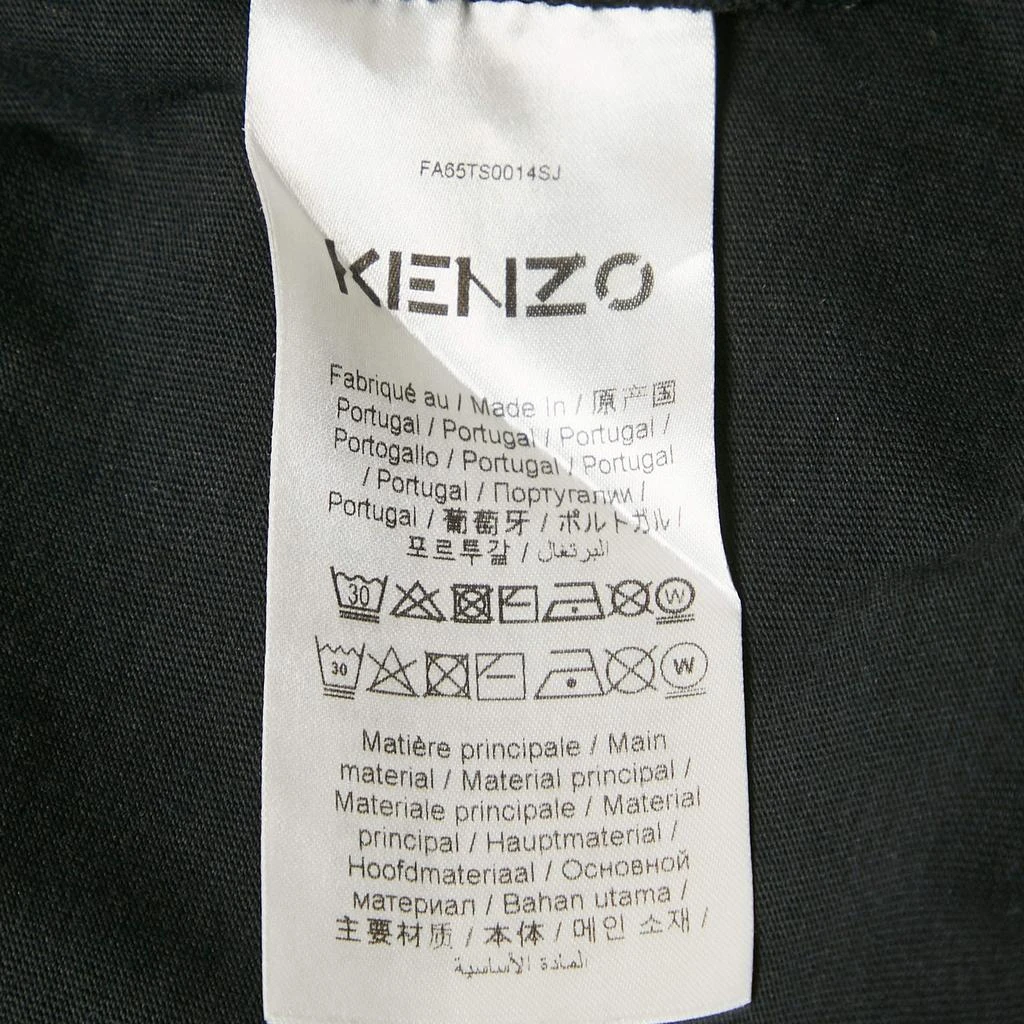 FA65TS0014SJ
KENZO
Fabriqué au / Made In / 原产国
Portugal / Portugal / Portugal /
Portogallo / Portugal / Portugal
/ Portugal / Португалии /
Portugal / 葡萄牙 / ポルトガル /
포르투갈 / البرتغال
30 W
30 W
Matière principale / Main
material / Material principal /
Materiale principale / Material
principal / Hauptmaterial /
Hoofdmateriaal / Основной
материал / Bahan utama /
主要材质 / 本体 / 메인 소재 /
المادة الأساسية